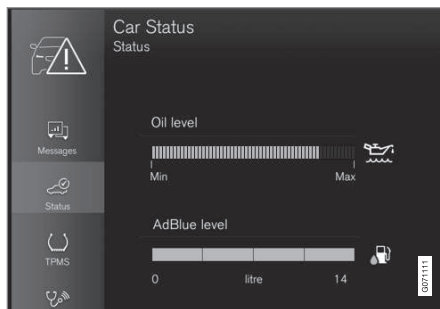 Car Status
Status
Messages
Status
TPMS
Oil level
Min Max
AdBlue level
0 litre 14
G071111